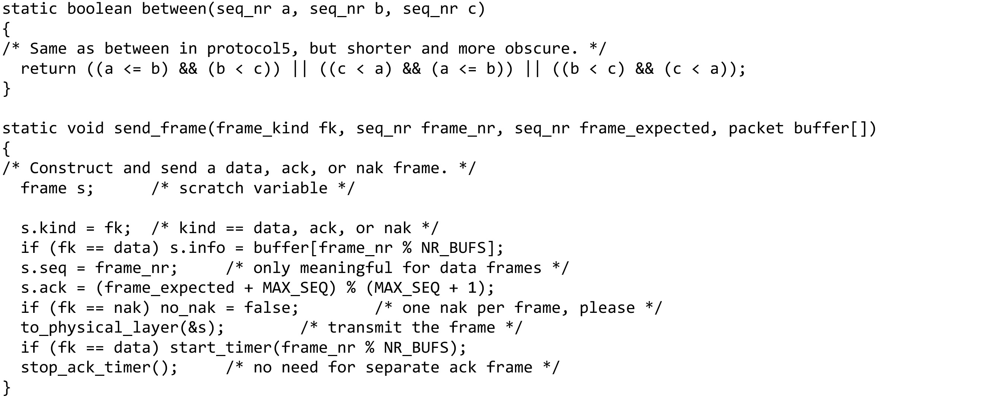 static boolean between(seq_nr a, seq_nr b, seq_nr c)
{
/* Same as between in protocol5, but shorter and more obscure. */
  return ((a <= b) && (b < c)) || ((c < a) && (a <= b)) || ((b < c) && (c < a));
}

static void send_frame(frame_kind fk, seq_nr frame_nr, seq_nr frame_expected, packet buffer[])
{
/* Construct and send a data, ack, or nak frame. */
  frame s;      /* scratch variable */

  s.kind = fk;  /* kind == data, ack, or nak */
  if (fk == data) s.info = buffer[frame_nr % NR_BUFS];
  s.seq = frame_nr;     /* only meaningful for data frames */
  s.ack = (frame_expected + MAX_SEQ) % (MAX_SEQ + 1);
  if (fk == nak) no_nak = false;        /* one nak per frame, please */
  to_physical_layer(&s);        /* transmit the frame */
  if (fk == data) start_timer(frame_nr % NR_BUFS);
  stop_ack_timer();     /* no need for separate ack frame */
}